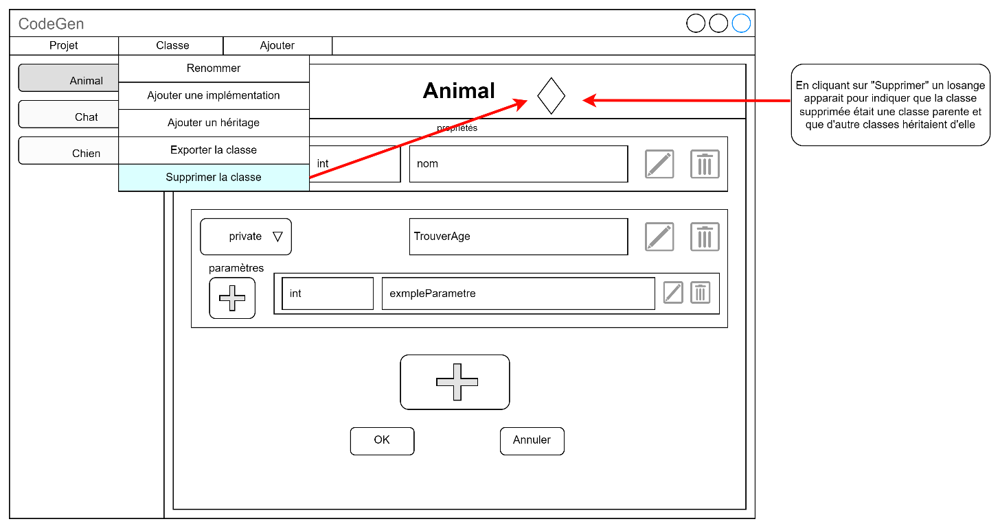 CodeGen
Projet Classe Ajouter
Renommer
Ajouter une implémentation
Ajouter un héritage
Exporter la classe
Supprimer la classe
Animal
Chat
Chien
Animal
propriétés
int nom
private TrouverAge
paramètres
int exmpleParametre
OK Annuler
En cliquant sur "Supprimer" un losange
apparait pour indiquer que la classe
supprimée était une classe parente et
que d'autre classes héritaient d'elle